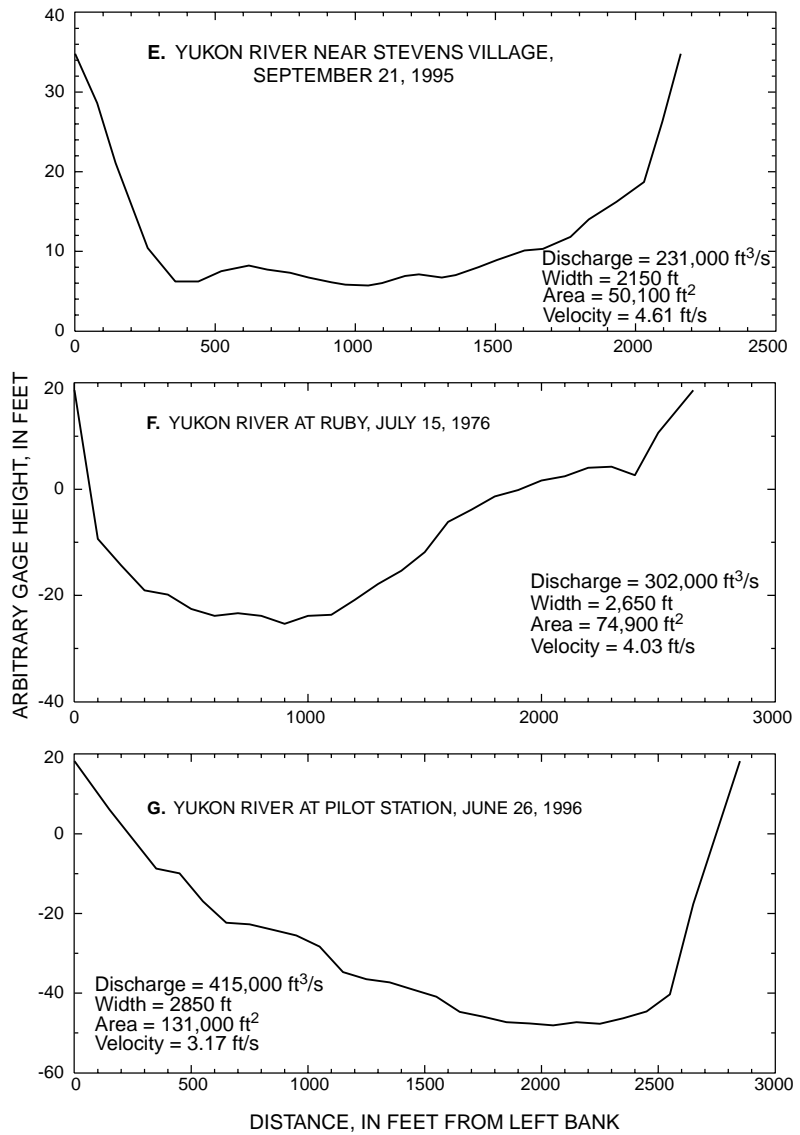 ARBITRARY GAGE HEIGHT, IN FEET
E. YUKON RIVER NEAR STEVENS VILLAGE,
SEPTEMBER 21, 1995
40
30
20
10
0
Discharge = 231,000 ft³/s
Width = 2150 ft
Area = 50,100 ft²
Velocity = 4.61 ft/s
0 500 1000 1500 2000 2500
20
F. YUKON RIVER AT RUBY, JULY 15, 1976
0
-20
-40
Discharge = 302,000 ft³/s
Width = 2,650 ft
Area = 74,900 ft²
Velocity = 4.03 ft/s
0 1000 2000 3000
20
G. YUKON RIVER AT PILOT STATION, JUNE 26, 1996
0
-20
-40
-60
Discharge = 415,000 ft³/s
Width = 2850 ft
Area = 131,000 ft²
Velocity = 3.17 ft/s
0 500 1000 1500 2000 2500 3000
DISTANCE, IN FEET FROM LEFT BANK